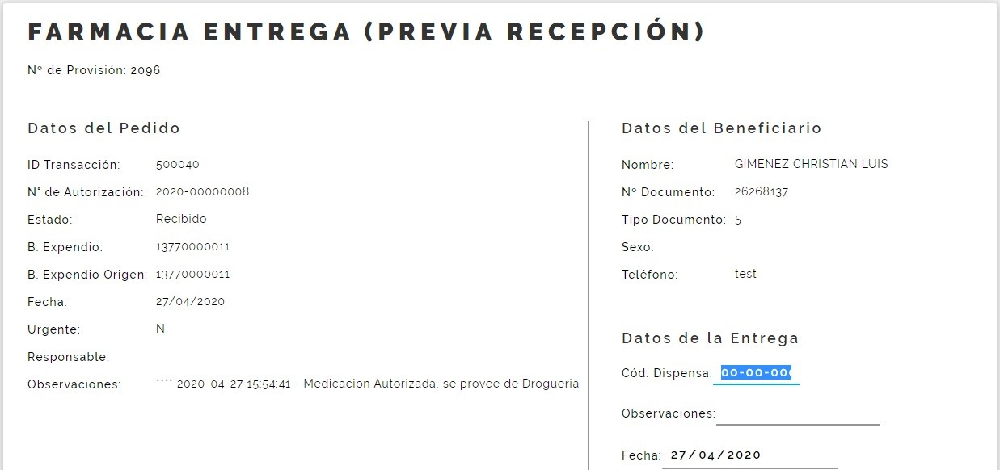 FARMACIA ENTREGA (PREVIA RECEPCIÓN)
Nº de Provisión: 2096
Datos del Pedido
ID Transacción: 500040
N° de Autorización: 2020-00000008
Estado: Recibido
B. Expendio: 13770000011
B. Expendio Origen: 13770000011
Fecha: 27/04/2020
Urgente: N
Responsable:
Observaciones: **** 2020-04-27 15:54:41 - Medicacion Autorizada, se provee de Drogueria
Datos del Beneficiario
Nombre: GIMENEZ CHRISTIAN LUIS
Nº Documento: 26268137
Tipo Documento: 5
Sexo:
Teléfono: test
Datos de la Entrega
Cód. Dispensa: 00-00-000
Observaciones:
Fecha: 27/04/2020